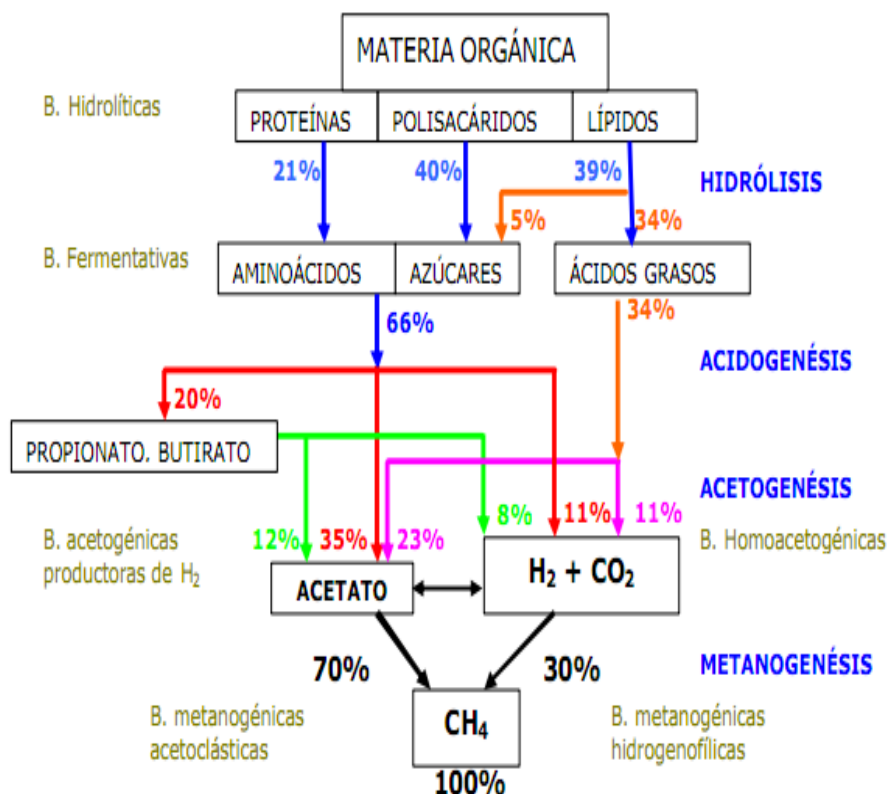 MATERIA ORGÁNICA
B. Hidrolíticas
PROTEÍNAS
POLISACÁRIDOS
LÍPIDOS
21%
40%
39%
HIDRÓLISIS
5%
34%
B. Fermentativas
AMINOÁCIDOS
AZÚCARES
ÁCIDOS GRASOS
66%
34%
ACIDOGENÉSIS
20%
PROPIONATO. BUTIRATO
ACETOGENÉSIS
B. acetogénicas
productoras de H₂
12%
35%
23%
8%
11%
11%
B. Homoacetogénicas
ACETATO
H₂ + CO₂
70%
30%
METANOGENÉSIS
B. metanogénicas
acetoclásticas
CH₄
B. metanogénicas
hidrogenofílicas
100%